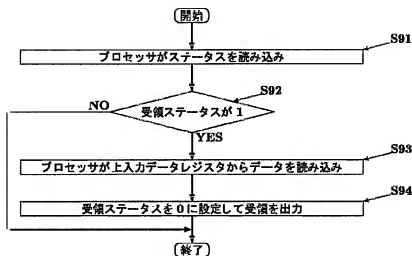 開始
S91
プロセッサがステータスを読み込み
S92
NO
受領ステータスが1
YES
S93
プロセッサが上入力データレジスタからデータを読み込み
S94
受領ステータスを0に設定して受領を出力
終了